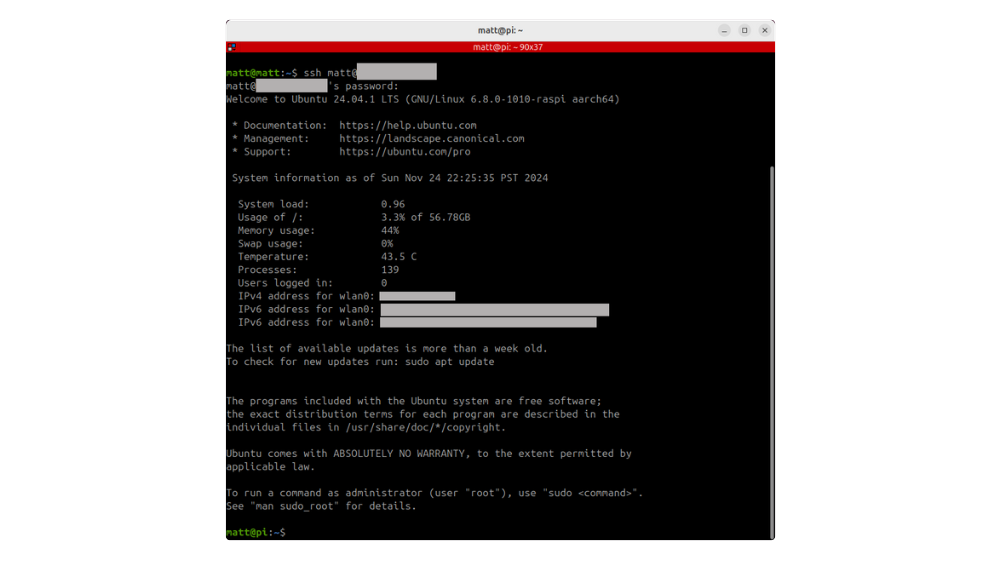 matt@pi: ~
matt@pi: ~ 90x37
matt@matt:~$ ssh matt@
matt@ 's password:
Welcome to Ubuntu 24.04.1 LTS (GNU/Linux 6.8.0-1010-raspi aarch64)
* Documentation: https://help.ubuntu.com
* Management: https://landscape.canonical.com
* Support: https://ubuntu.com/pro
System information as of Sun Nov 24 22:25:35 PST 2024
System load: 0.96
Usage of /: 3.3% of 56.78GB
Memory usage: 44%
Swap usage: 0%
Temperature: 43.5 C
Processes: 139
Users logged in: 0
IPv4 address for wlan0:
IPv6 address for wlan0:
IPv6 address for wlan0:
The list of available updates is more than a week old.
To check for new updates run: sudo apt update
The programs included with the Ubuntu system are free software;
the exact distribution terms for each program are described in the
individual files in /usr/share/doc/*/copyright.
Ubuntu comes with ABSOLUTELY NO WARRANTY, to the extent permitted by
applicable law.
To run a command as administrator (user "root"), use "sudo <command>".
See "man sudo_root" for details.
matt@pi:~$